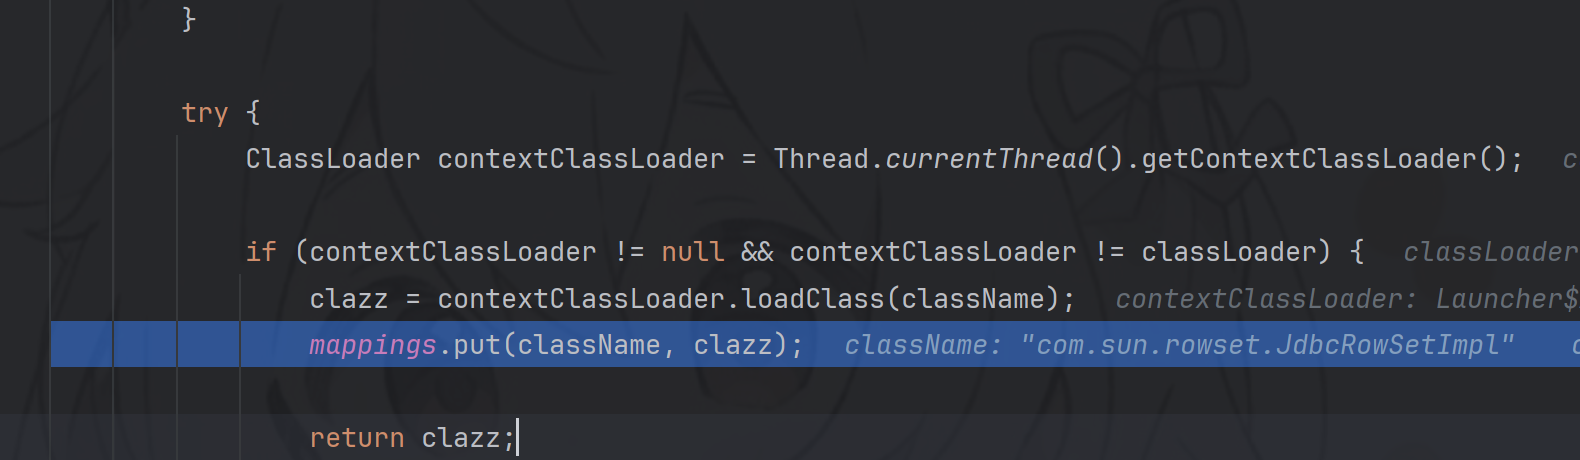 }
try {
ClassLoader contextClassLoader = Thread.currentThread().getContextClassLoader(); c
if (contextClassLoader != null && contextClassLoader != classLoader) { classLoader
clazz = contextClassLoader.loadClass(className); contextClassLoader: Launcher$
mappings.put(className, clazz); className: "com.sun.rowset.JdbcRowSetImpl" c
return clazz;